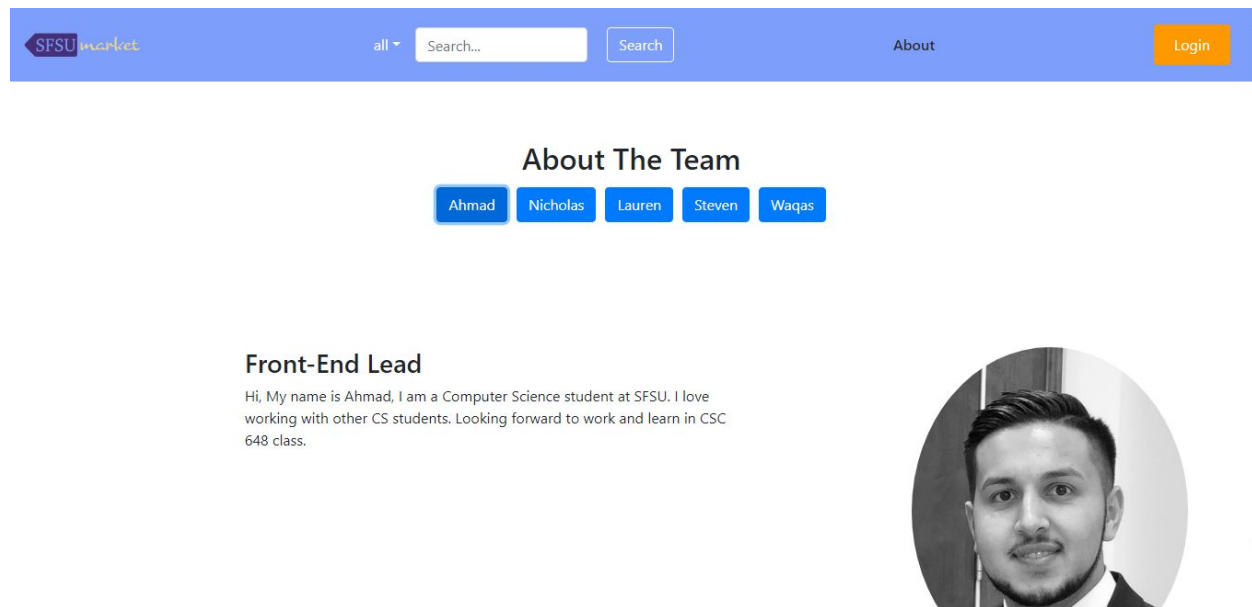 SFSU market
all
Search...
Search
About
Login
About The Team
Ahmad
Nicholas
Lauren
Steven
Waqas
Front-End Lead
Hi, My name is Ahmad, I am a Computer Science student at SFSU. I love
working with other CS students. Looking forward to work and learn in CSC
648 class.